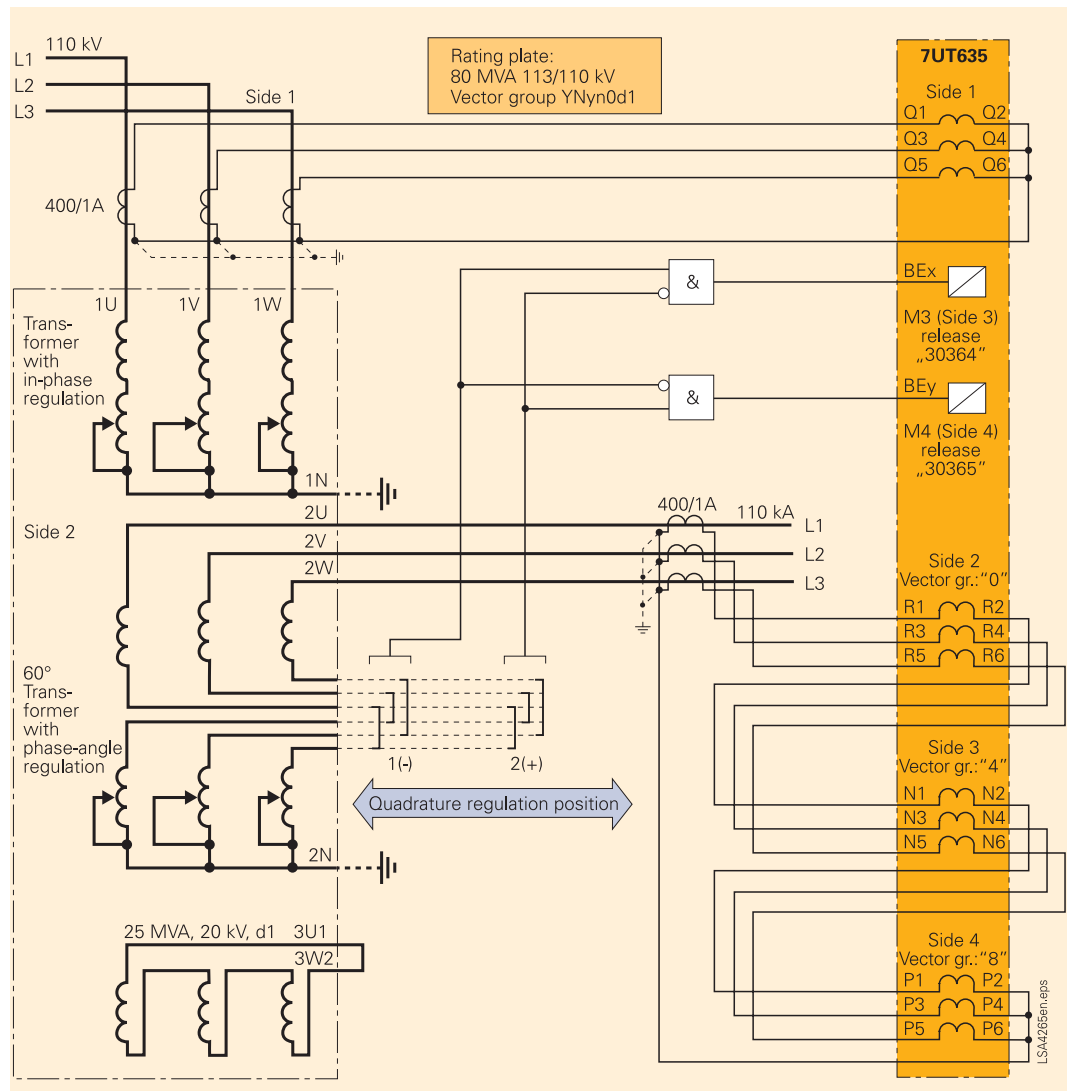 110 kV
L1
L2
L3
Side 1
Rating plate:
80 MVA 113/110 kV
Vector group YNyn0d1
7UT635
Side 1
Q1 Q2
Q3 Q4
Q5 Q6
400/1A
&
BEx
M3 (Side 3)
release
„30364”
&
BEy
M4 (Side 4)
release
„30365”
1U 1V 1W
Trans-
former
with
in-phase
regulation
1N
Side 2
2U
2V
2W
400/1A 110 kA
L1
L2
L3
Side 2
Vector gr.:“0”
R1 R2
R3 R4
R5 R6
60°
Trans-
former
with
phase-angle
regulation
1(-) 2(+)
Quadrature regulation position
2N
Side 3
Vector gr.:“4”
N1 N2
N3 N4
N5 N6
25 MVA, 20 kV, d1 3U1
3W2
Side 4
Vector gr.:“8”
P1 P2
P3 P4
P5 P6
LSA4265en.eps